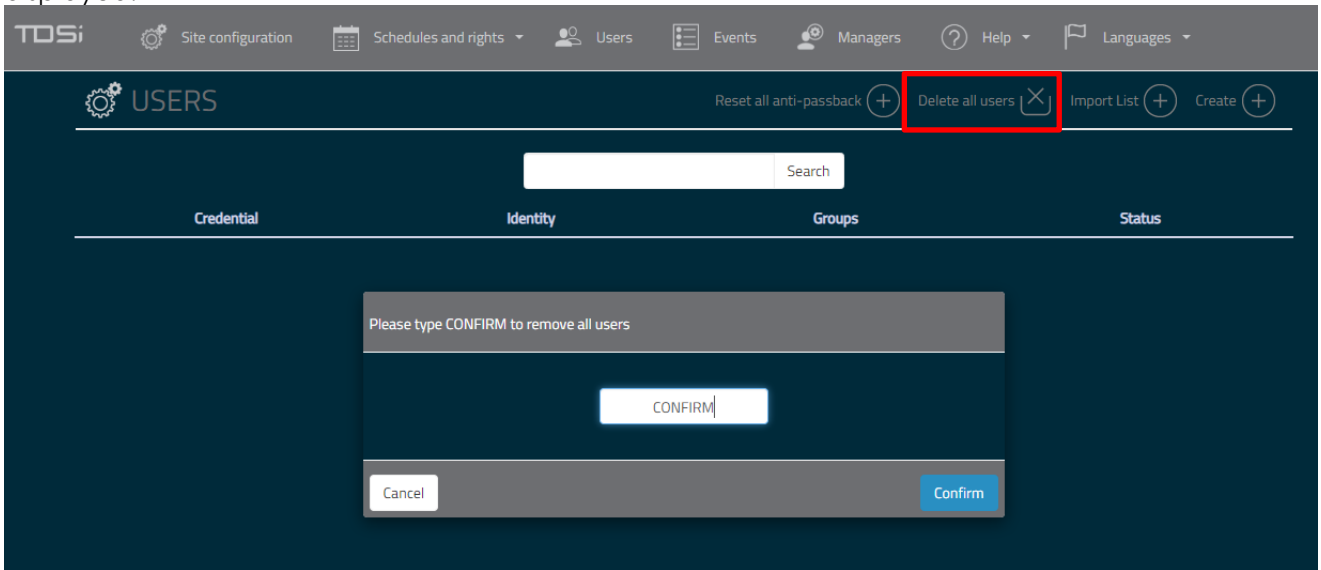 TDSi Site configuration Schedules and rights Users Events Managers Help Languages
USERS Reset all anti-passback Delete all users Import List Create
Search
Credential Identity Groups Status
Please type CONFIRM to remove all users
CONFIRM
Cancel Confirm